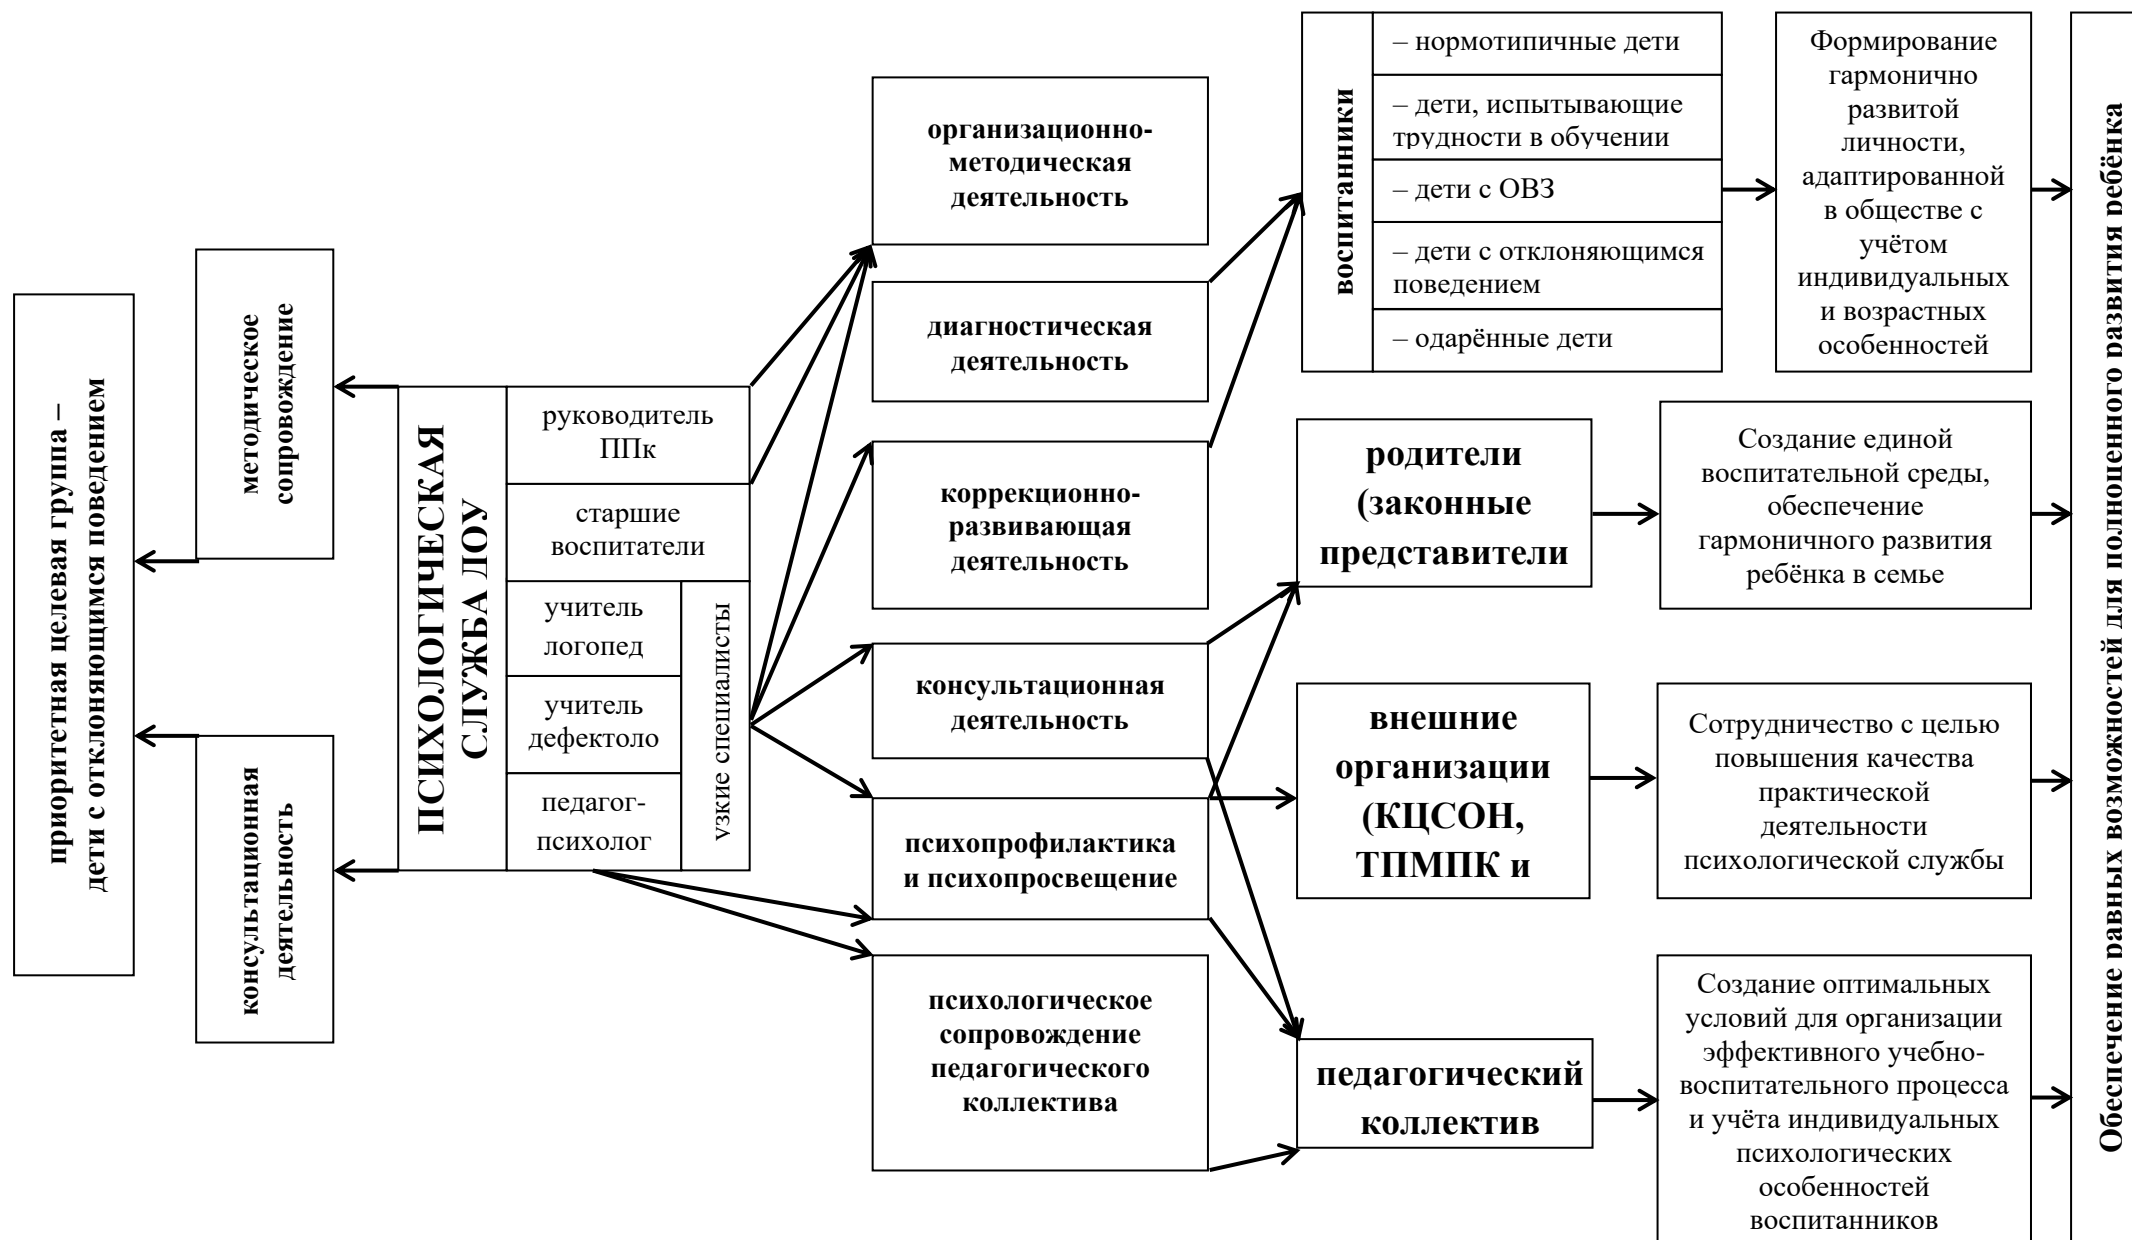 приоритетная целевая группа –
дети с отклоняющимся поведением
методическое
сопровождение
консультационная
деятельность
ПСИХОЛОГИЧЕСКАЯ
СЛУЖБА ДОУ
руководитель
ППк
старшие
воспитатели
учитель
логопед
учитель
дефектоло
педагог-
психолог
узкие специалисты
организационно-
методическая
деятельность
диагностическая
деятельность
коррекционно-
развивающая
деятельность
консультационная
деятельность
психопрофилактика
и психопросвещение
психологическое
сопровождение
педагогического
коллектива
воспитанники
– нормотипичные дети
– дети, испытывающие
трудности в обучении
– дети с ОВЗ
– дети с отклоняющимся
поведением
– одарённые дети
родители
(законные
представители
внешние
организации
(КЦСОН,
ТПМПК и
педагогический
коллектив
Формирование
гармонично
развитой
личности,
адаптированной
в обществе с
учётом
индивидуальных
и возрастных
особенностей
Создание единой
воспитательной среды,
обеспечение
гармоничного развития
ребёнка в семье
Сотрудничество с целью
повышения качества
практической
деятельности
психологической службы
Создание оптимальных
условий для организации
эффективного учебно-
воспитательного процесса
и учёта индивидуальных
психологических
особенностей
воспитанников
Обеспечение равных возможностей для полноценного развития ребёнка